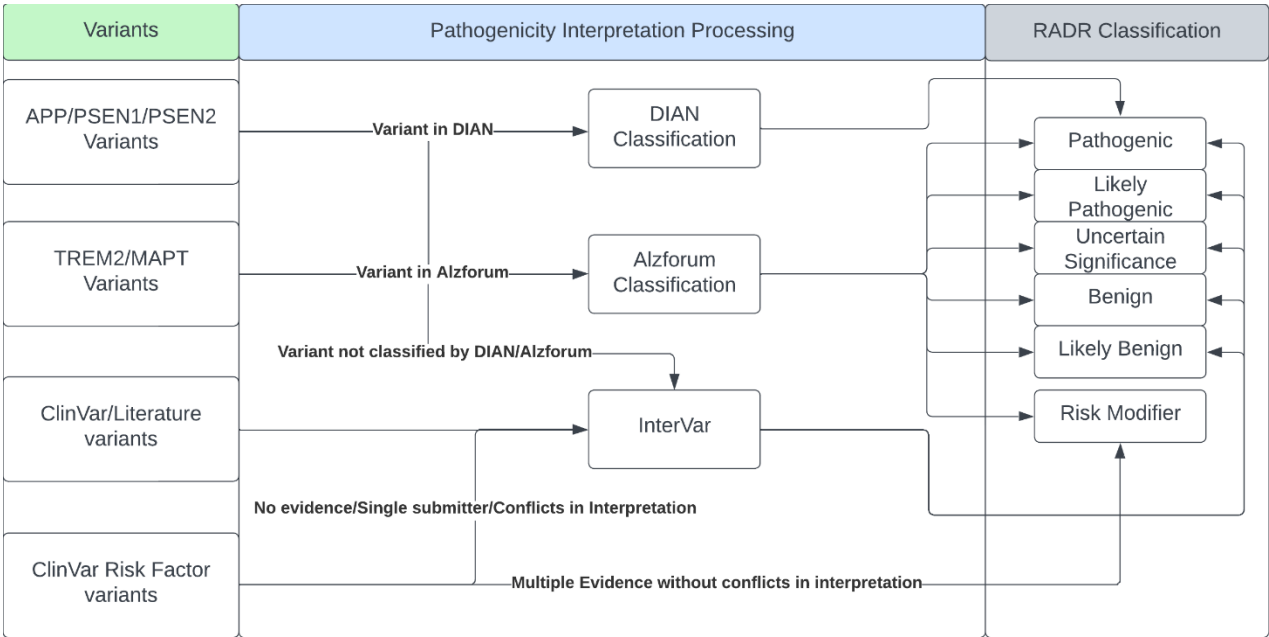 Variants
Pathogenicity Interpretation Processing
RADR Classification
APP/PSEN1/PSEN2
Variants
Variant in DIAN
DIAN
Classification
Pathogenic
Likely
Pathogenic
Uncertain
Significance
Benign
Likely Benign
Risk Modifier
TREM2/MAPT
Variants
Variant in Alzforum
Alzforum
Classification
Variant not classified by DIAN/Alzforum
ClinVar/Literature
variants
InterVar
No evidence/Single submitter/Conflicts in Interpretation
ClinVar Risk Factor
variants
Multiple Evidence without conflicts in interpretation